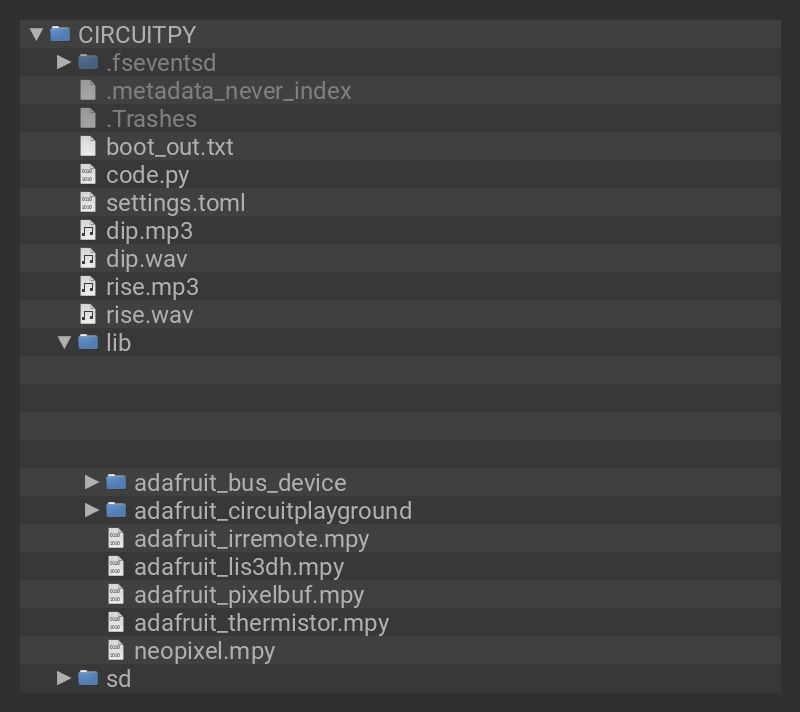 CIRCUITPY
.fseventsd
.metadata_never_index
.Trashes
boot_out.txt
code.py
settings.toml
dip.mp3
dip.wav
rise.mp3
rise.wav
lib
adafruit_bus_device
adafruit_circuitplayground
adafruit_irremote.mpy
adafruit_lis3dh.mpy
adafruit_pixelbuf.mpy
adafruit_thermistor.mpy
neopixel.mpy
sd